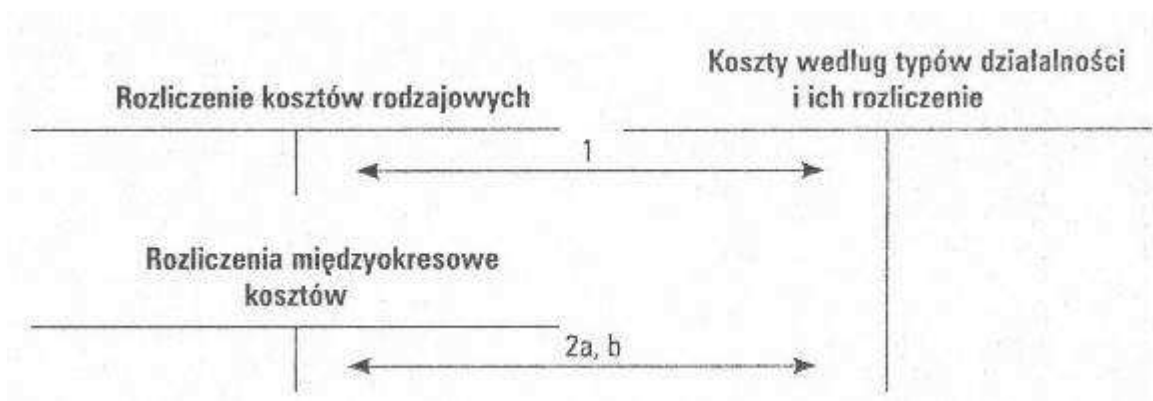 Koszty według typów działalności
i ich rozliczenie
Rozliczenie kosztów rodzajowych
1
Rozliczenia międzyokresowe
kosztów
2a, b